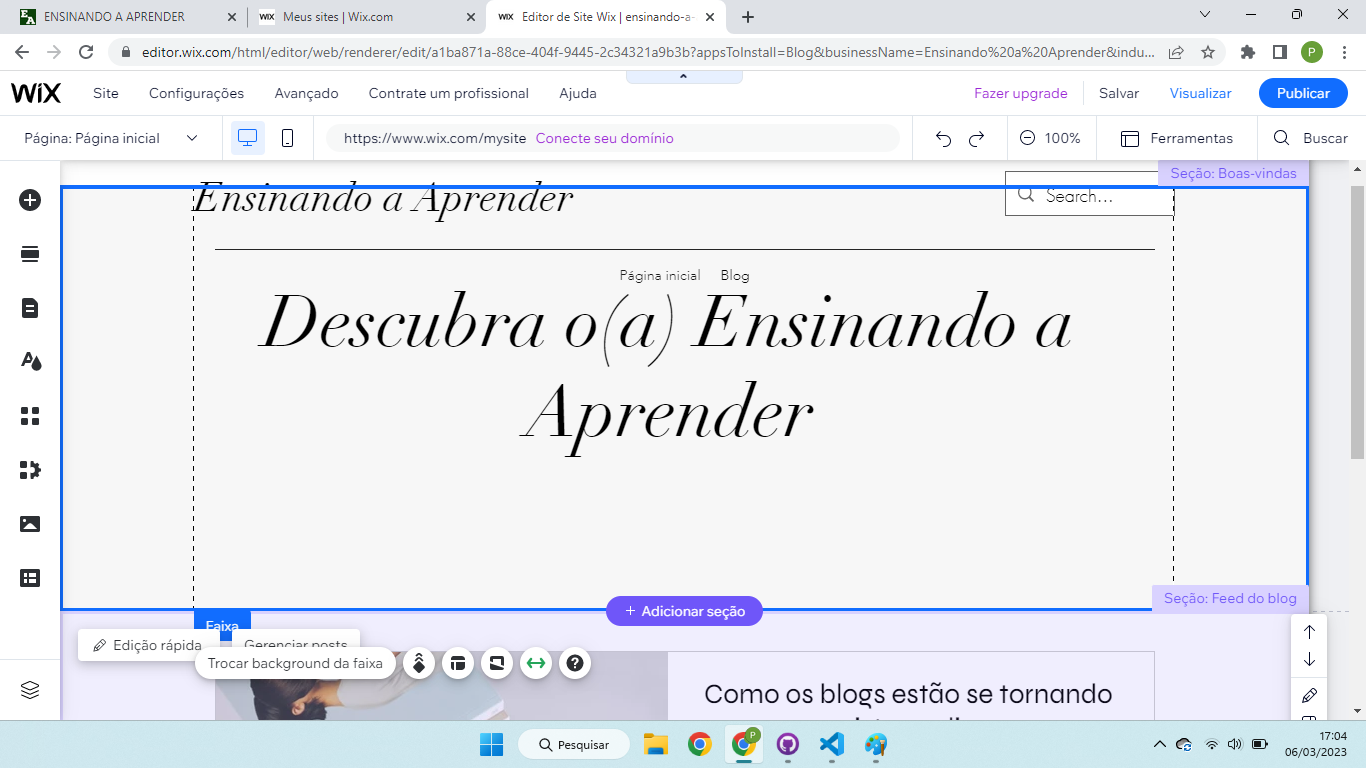 ENSINANDO A APRENDER
WiX Meus sites | Wix.com
WiX Editor de Site Wix | ensinando-a-
editor.wix.com/html/editor/web/renderer/edit/a1ba871a-88ce-404f-9445-2c34321a9b3b?appsToInstall=Blog&businessName=Ensinando%20a%20Aprender&indu...
P
WiX Site Configurações Avançado Contrate um profissional Ajuda Fazer upgrade Salvar Visualizar Publicar
Página: Página inicial https://www.wix.com/mysite Conecte seu domínio 100% Ferramentas Buscar
Seção: Boas-vindas
Ensinando a Aprender Search...
Página inicial Blog
Descubra o(a) Ensinando a
Aprender
Seção: Feed do blog
+ Adicionar seção
Faixa
Edição rápida Gerenciar posts
Trocar background da faixa ?
Como os blogs estão se tornando
Pesquisar P 17:04
06/03/2023